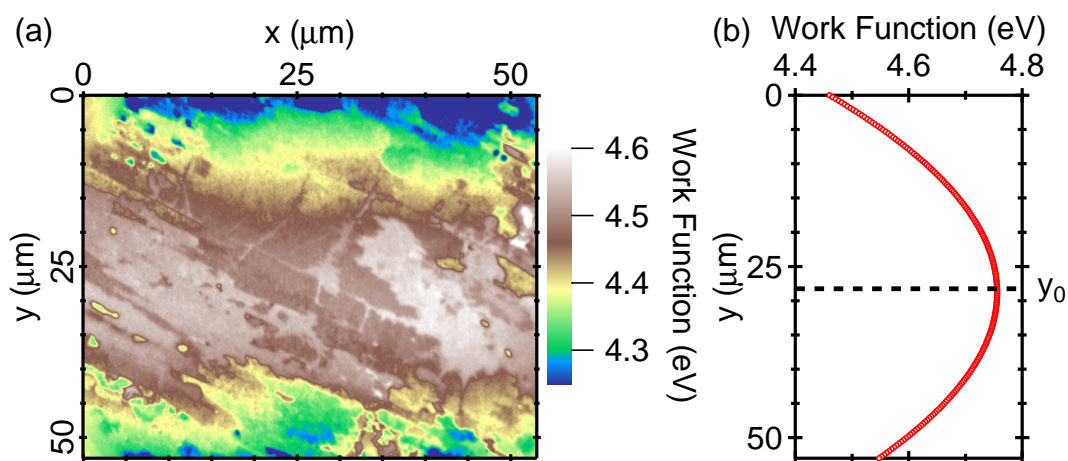 (a)
x (μm)
0 25 50
0
25
50
y (μm)
4.6
4.5
4.4
4.3
Work Function (eV)
(b)
Work Function (eV)
4.4 4.6 4.8
0
25
50
y (μm)
y0